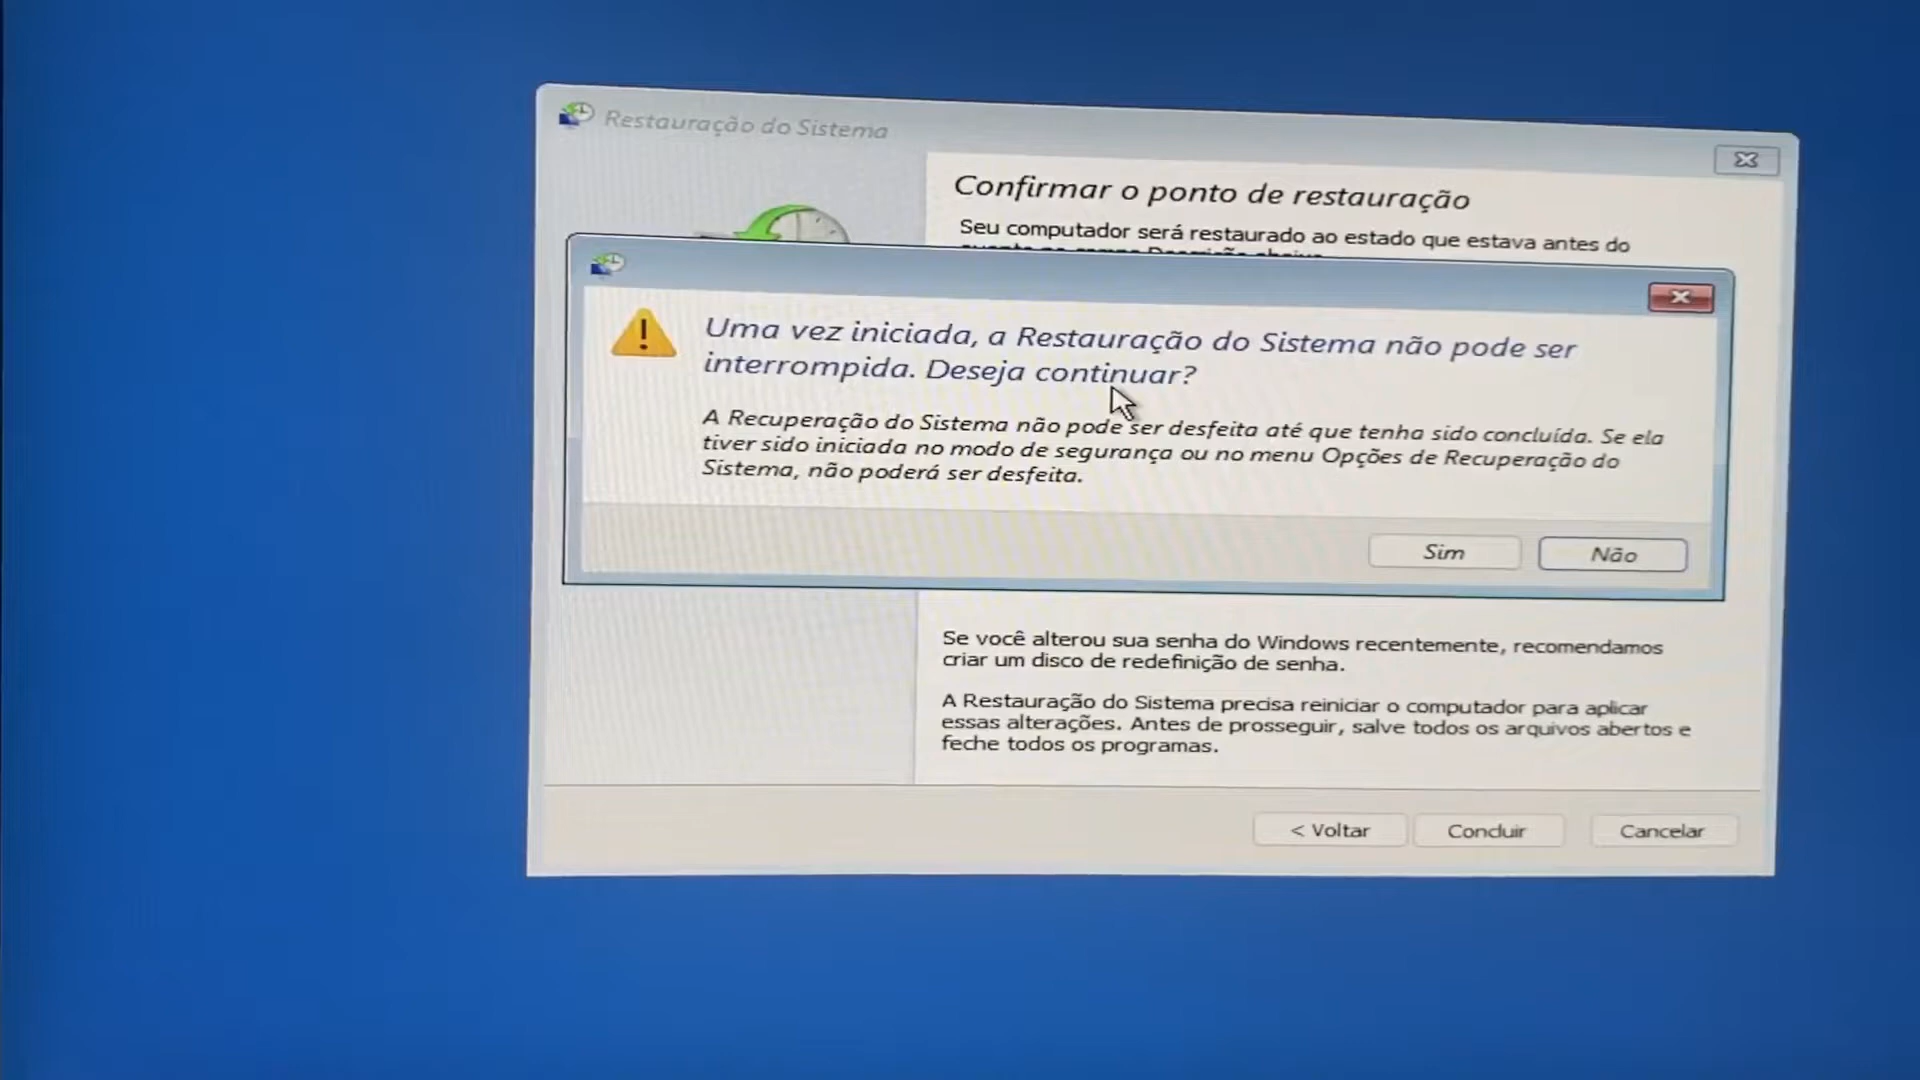 Restauração do Sistema
Confirmar o ponto de restauração
Seu computador será restaurado ao estado que estava antes do
evento no campo Descrição abaixo.
Uma vez iniciada, a Restauração do Sistema não pode ser
interrompida. Deseja continuar?
A Recuperação do Sistema não pode ser desfeita até que tenha sido concluída. Se ela
tiver sido iniciada no modo de segurança ou no menu Opções de Recuperação do
Sistema, não poderá ser desfeita.
Sim
Não
Se você alterou sua senha do Windows recentemente, recomendamos
criar um disco de redefinição de senha.
A Restauração do Sistema precisa reiniciar o computador para aplicar
essas alterações. Antes de prosseguir, salve todos os arquivos abertos e
feche todos os programas.
< Voltar
Concluir
Cancelar